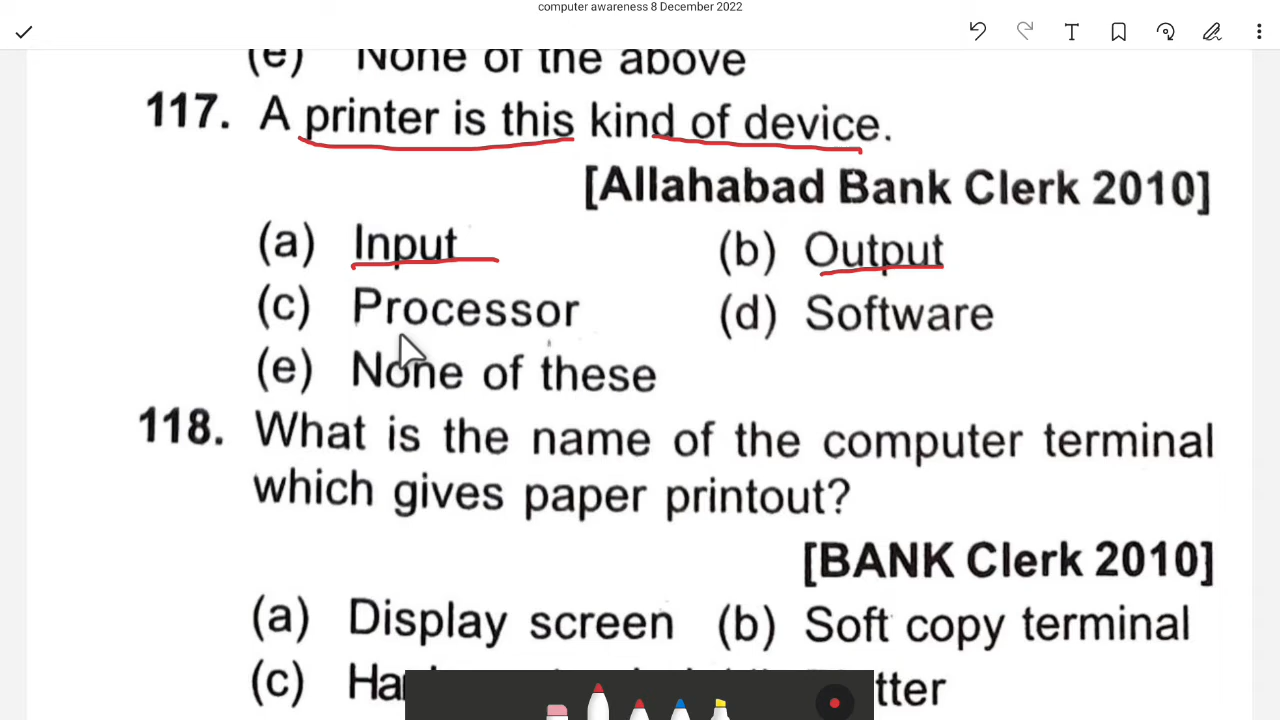 computer awareness 8 December 2022
(e) None of the above
117. A printer is this kind of device.
[Allahabad Bank Clerk 2010]
(a) Input (b) Output
(c) Processor (d) Software
(e) None of these
118. What is the name of the computer terminal
which gives paper printout?
[BANK Clerk 2010]
(a) Display screen (b) Soft copy terminal
(c)